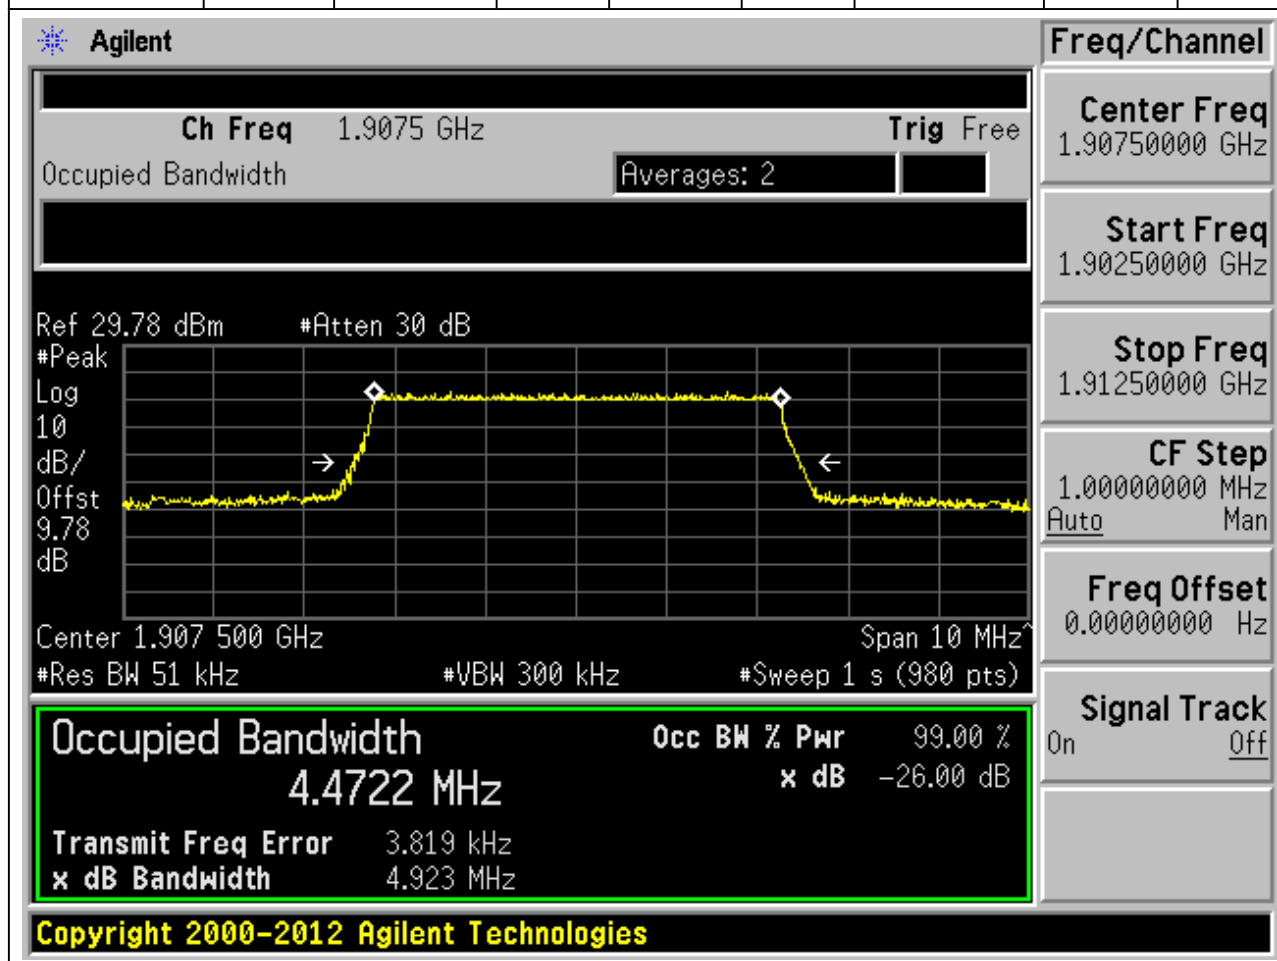 Agilent
Freq/Channel
Ch Freq 1.9075 GHz Trig Free
Occupied Bandwidth Averages: 2
Center Freq
1.90750000 GHz
Start Freq
1.90250000 GHz
Stop Freq
1.91250000 GHz
CF Step
1.00000000 MHz
Auto Man
Freq Offset
0.00000000 Hz
Signal Track
On Off
Ref 29.78 dBm #Atten 30 dB
#Peak
Log
10
dB/
Offst
9.78
dB
Center 1.907 500 GHz Span 10 MHz^
#Res BW 51 kHz #VBW 300 kHz #Sweep 1 s (980 pts)
Occupied Bandwidth Occ BW % Pwr 99.00 %
4.4722 MHz x dB -26.00 dB
Transmit Freq Error 3.819 kHz
x dB Bandwidth 4.923 MHz
Copyright 2000-2012 Agilent Technologies